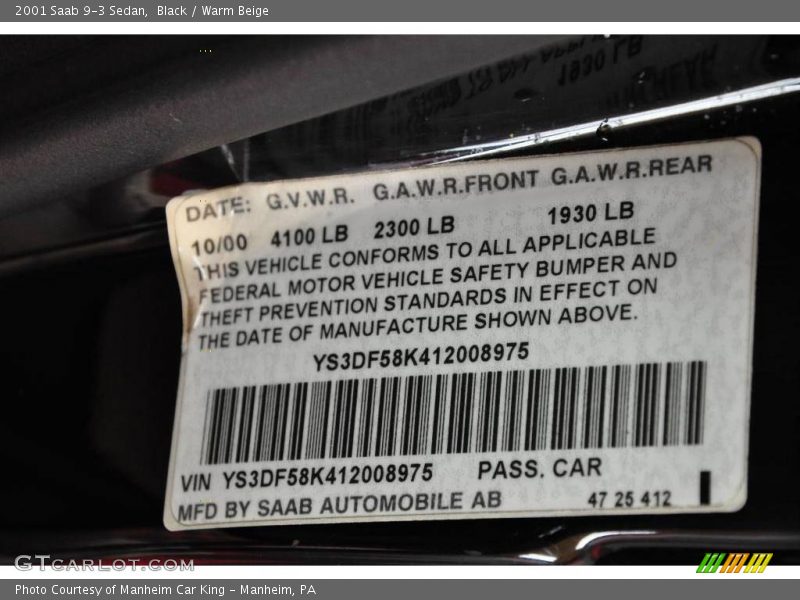 2001 Saab 9-3 Sedan, Black / Warm Beige
DATE: G.V.W.R. G.A.W.R.FRONT G.A.W.R.REAR
10/00 4100 LB 2300 LB 1930 LB
THIS VEHICLE CONFORMS TO ALL APPLICABLE
FEDERAL MOTOR VEHICLE SAFETY BUMPER AND
THEFT PREVENTION STANDARDS IN EFFECT ON
THE DATE OF MANUFACTURE SHOWN ABOVE.
YS3DF58K412008975
VIN YS3DF58K412008975 PASS. CAR
MFD BY SAAB AUTOMOBILE AB 47 25 412
GTCARLOT.COM
Photo Courtesy of Manheim Car King - Manheim, PA